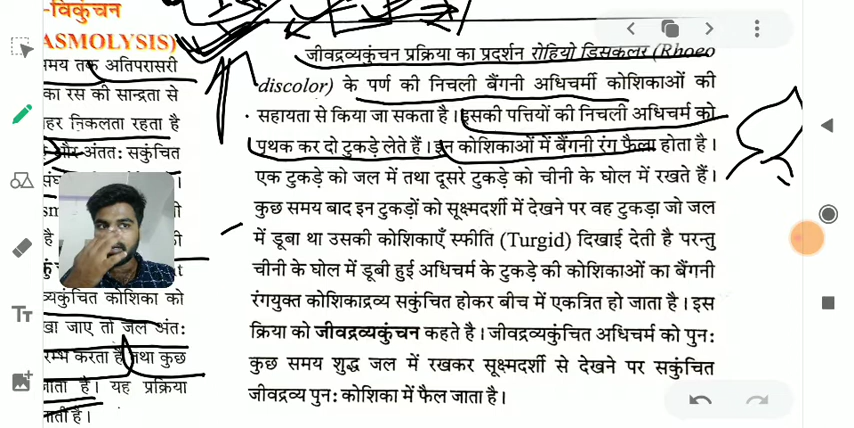 -विकुंचन
ASMOLYSIS)
समय तक अतिपरासरी
का रस की सान्द्रता से
हर निकलता रहता है
और अंततः सकुंचित
व्यकुंचित कोशिका को
खा जाए तो जल अंत:
रम्भ करता है तथा कुछ
जाता है। यह प्रक्रिया
जीवद्रव्यकुंचन प्रक्रिया का प्रदर्शन रोहियो डिसकलर (Rhoeo
discolor) के पर्ण की निचली बैंगनी अधिचर्मी कोशिकाओं की
सहायता से किया जा सकता है। इसकी पत्तियों की निचली अधिचर्म को
पृथक कर दो टुकड़े लेते हैं। इन कोशिकाओं में बैंगनी रंग फैला होता है।
एक टुकड़े को जल में तथा दूसरे टुकड़े को चीनी के घोल में रखते हैं।
कुछ समय बाद इन टुकड़ों को सूक्ष्मदर्शी में देखने पर वह टुकड़ा जो जल
में डूबा था उसकी कोशिकाएँ स्फीति (Turgid) दिखाई देती है परन्तु
चीनी के घोल में डूबी हुई अधिचर्म के टुकड़े की कोशिकाओं का बैंगनी
रंगयुक्त कोशिकाद्रव्य सकुंचित होकर बीच में एकत्रित हो जाता है। इस
क्रिया को जीवद्रव्यकुंचन कहते है। जीवद्रव्यकुंचित अधिचर्म को पुन:
कुछ समय शुद्ध जल में रखकर सूक्ष्मदर्शी से देखने पर सकुंचित
जीवद्रव्य पुन: कोशिका में फैल जाता है।